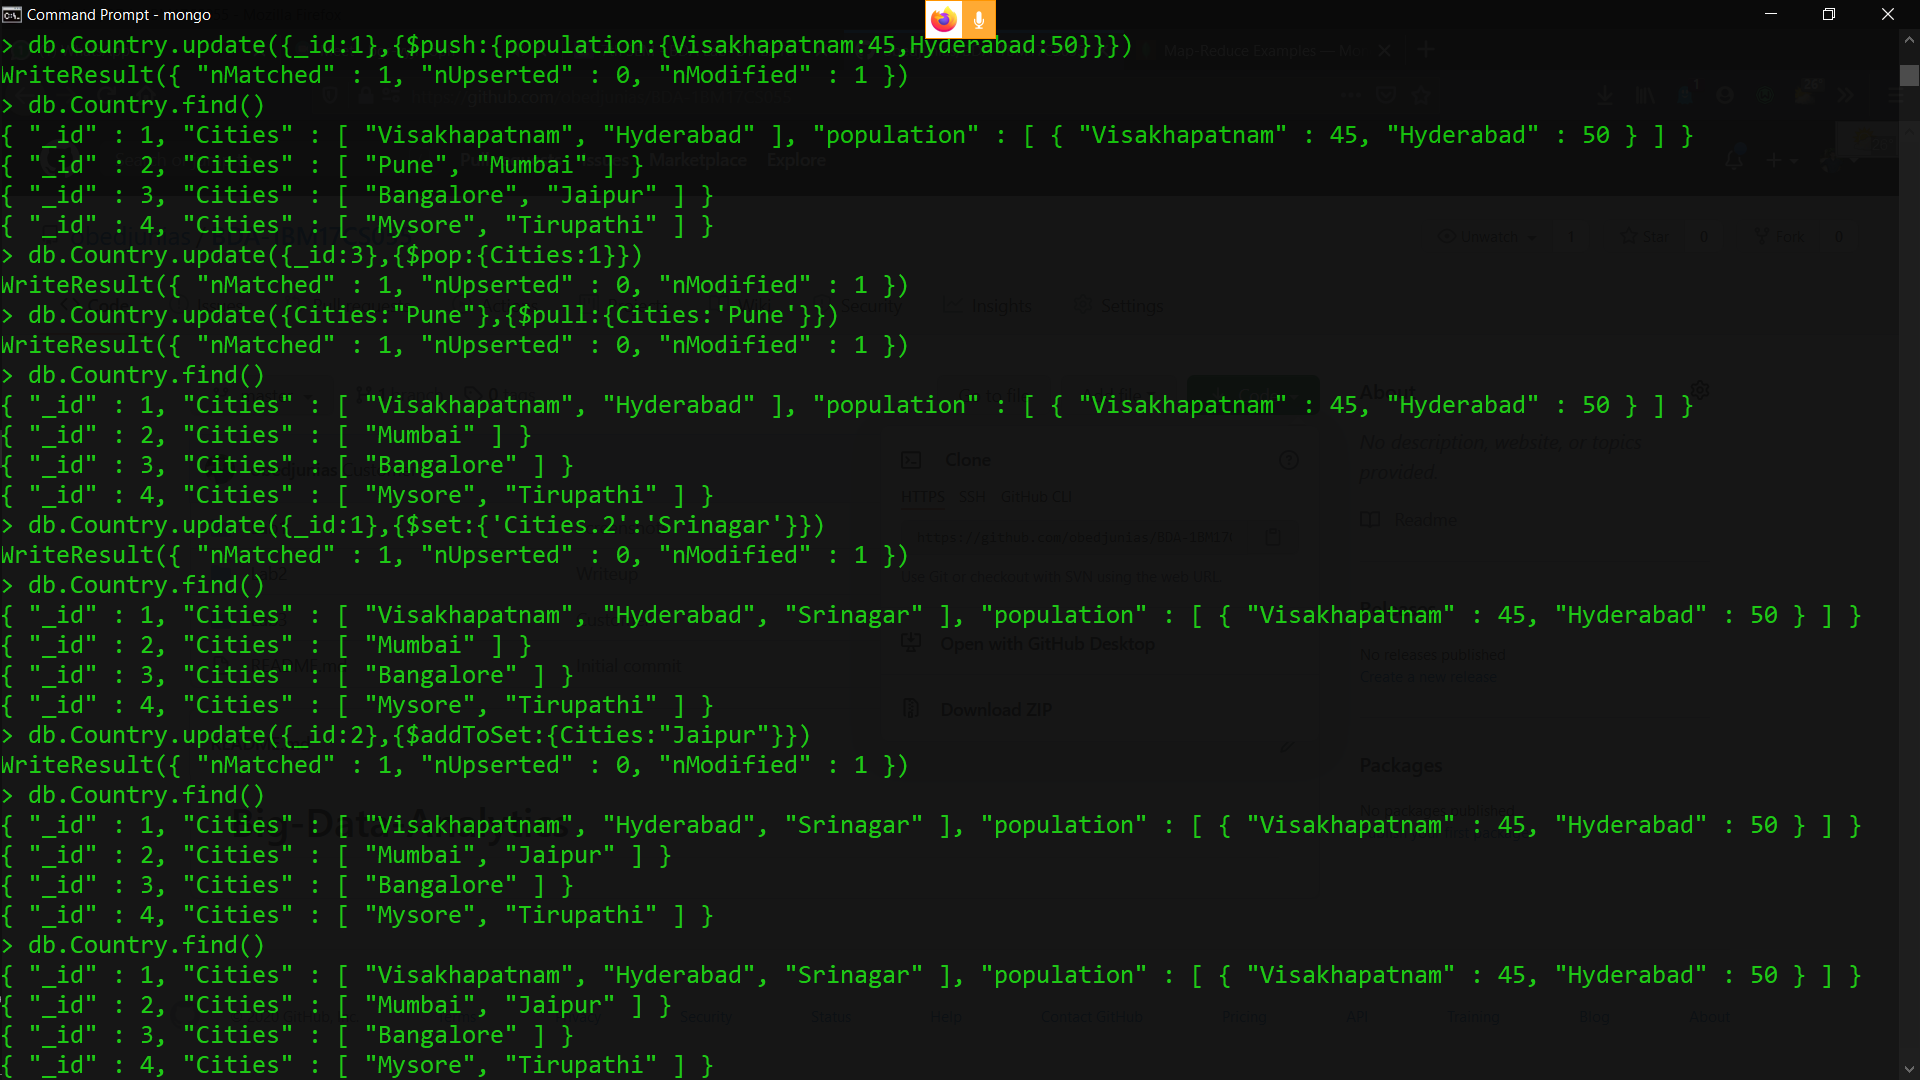 Command Prompt - mongo
> db.Country.update({_id:1},{$push:{population:{Visakhapatnam:45,Hyderabad:50}}})
WriteResult({ "nMatched" : 1, "nUpserted" : 0, "nModified" : 1 })
> db.Country.find()
{ "_id" : 1, "Cities" : [ "Visakhapatnam", "Hyderabad" ], "population" : [ { "Visakhapatnam" : 45, "Hyderabad" : 50 } ] }
{ "_id" : 2, "Cities" : [ "Pune", "Mumbai" ] }
{ "_id" : 3, "Cities" : [ "Bangalore", "Jaipur" ] }
{ "_id" : 4, "Cities" : [ "Mysore", "Tirupathi" ] }
> db.Country.update({_id:3},{$pop:{Cities:1}})
WriteResult({ "nMatched" : 1, "nUpserted" : 0, "nModified" : 1 })
> db.Country.update({Cities:"Pune"},{$pull:{Cities:'Pune'}})
WriteResult({ "nMatched" : 1, "nUpserted" : 0, "nModified" : 1 })
> db.Country.find()
{ "_id" : 1, "Cities" : [ "Visakhapatnam", "Hyderabad" ], "population" : [ { "Visakhapatnam" : 45, "Hyderabad" : 50 } ] }
{ "_id" : 2, "Cities" : [ "Mumbai" ] }
{ "_id" : 3, "Cities" : [ "Bangalore" ] }
{ "_id" : 4, "Cities" : [ "Mysore", "Tirupathi" ] }
> db.Country.update({_id:1},{$set:{'Cities.2':'Srinagar'}})
WriteResult({ "nMatched" : 1, "nUpserted" : 0, "nModified" : 1 })
> db.Country.find()
{ "_id" : 1, "Cities" : [ "Visakhapatnam", "Hyderabad", "Srinagar" ], "population" : [ { "Visakhapatnam" : 45, "Hyderabad" : 50 } ] }
{ "_id" : 2, "Cities" : [ "Mumbai" ] }
{ "_id" : 3, "Cities" : [ "Bangalore" ] }
{ "_id" : 4, "Cities" : [ "Mysore", "Tirupathi" ] }
> db.Country.update({_id:2},{$addToSet:{Cities:"Jaipur"}})
WriteResult({ "nMatched" : 1, "nUpserted" : 0, "nModified" : 1 })
> db.Country.find()
{ "_id" : 1, "Cities" : [ "Visakhapatnam", "Hyderabad", "Srinagar" ], "population" : [ { "Visakhapatnam" : 45, "Hyderabad" : 50 } ] }
{ "_id" : 2, "Cities" : [ "Mumbai", "Jaipur" ] }
{ "_id" : 3, "Cities" : [ "Bangalore" ] }
{ "_id" : 4, "Cities" : [ "Mysore", "Tirupathi" ] }
> db.Country.find()
{ "_id" : 1, "Cities" : [ "Visakhapatnam", "Hyderabad", "Srinagar" ], "population" : [ { "Visakhapatnam" : 45, "Hyderabad" : 50 } ] }
{ "_id" : 2, "Cities" : [ "Mumbai", "Jaipur" ] }
{ "_id" : 3, "Cities" : [ "Bangalore" ] }
{ "_id" : 4, "Cities" : [ "Mysore", "Tirupathi" ] }